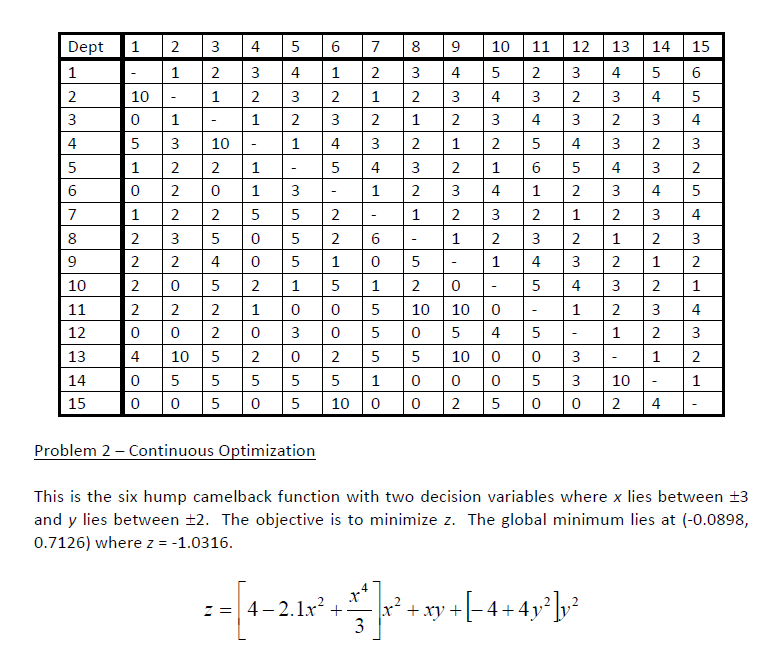 Dept 1 2 3 4 5 6 7 8 9 10 11 12 13 14 15
1 - 1 2 3 4 1 2 3 4 5 2 3 4 5 6
2 10 - 1 2 3 2 1 2 3 4 3 2 3 4 5
3 0 1 - 1 2 3 2 1 2 3 4 3 2 3 4
4 5 3 10 - 1 4 3 2 1 2 5 4 3 2 3
5 1 2 2 1 - 5 4 3 2 1 6 5 4 3 2
6 0 2 0 1 3 - 1 2 3 4 1 2 3 4 5
7 1 2 2 5 5 2 - 1 2 3 2 1 2 3 4
8 2 3 5 0 5 2 6 - 1 2 3 2 1 2 3
9 2 2 4 0 5 1 0 5 - 1 4 3 2 1 2
10 2 0 5 2 1 5 1 2 0 - 5 4 3 2 1
11 2 2 2 1 0 0 5 10 10 0 - 1 2 3 4
12 0 0 2 0 3 0 5 0 5 4 5 - 1 2 3
13 4 10 5 2 0 2 5 5 10 0 0 3 - 1 2
14 0 5 5 5 5 5 1 0 0 0 5 3 10 - 1
15 0 0 5 0 5 10 0 0 2 5 0 0 2 4 -
Problem 2 – Continuous Optimization
This is the six hump camelback function with two decision variables where x lies between ±3
and y lies between ±2. The objective is to minimize z. The global minimum lies at (-0.0898,
0.7126) where z = -1.0316.
z = [4 − 2.1x² + x⁴/3]x² + xy + [− 4 + 4y²]y²